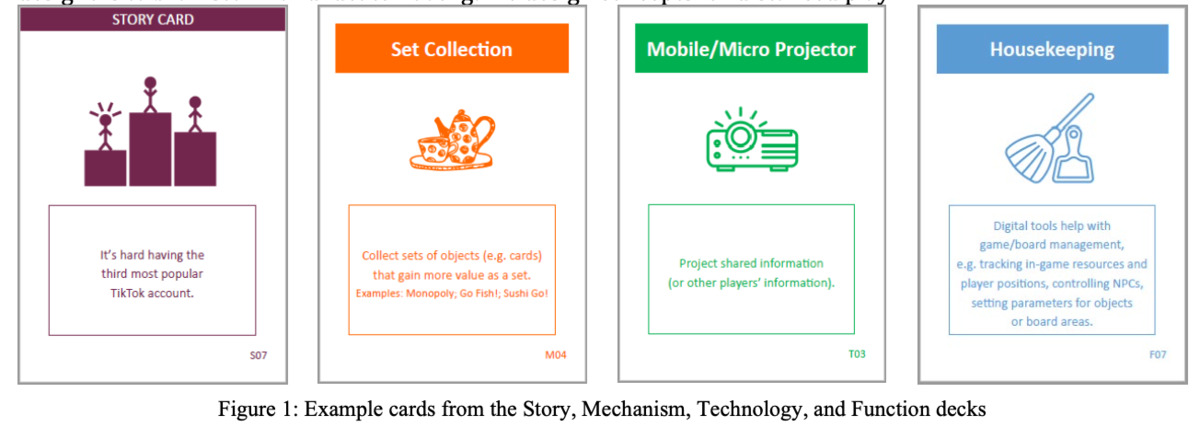 STORY CARD
It's hard having the
third most popular
TikTok account.
S07
Set Collection
Collect sets of objects (e.g. cards)
that gain more value as a set.
Examples: Monopoly; Go Fish!; Sushi Go!
M04
Mobile/Micro Projector
Project shared information
(or other players' information).
T03
Housekeeping
Digital tools help with
game/board management,
e.g. tracking in-game resources and
player positions, controlling NPCs,
setting parameters for objects
or board areas.
F07
Figure 1: Example cards from the Story, Mechanism, Technology, and Function decks